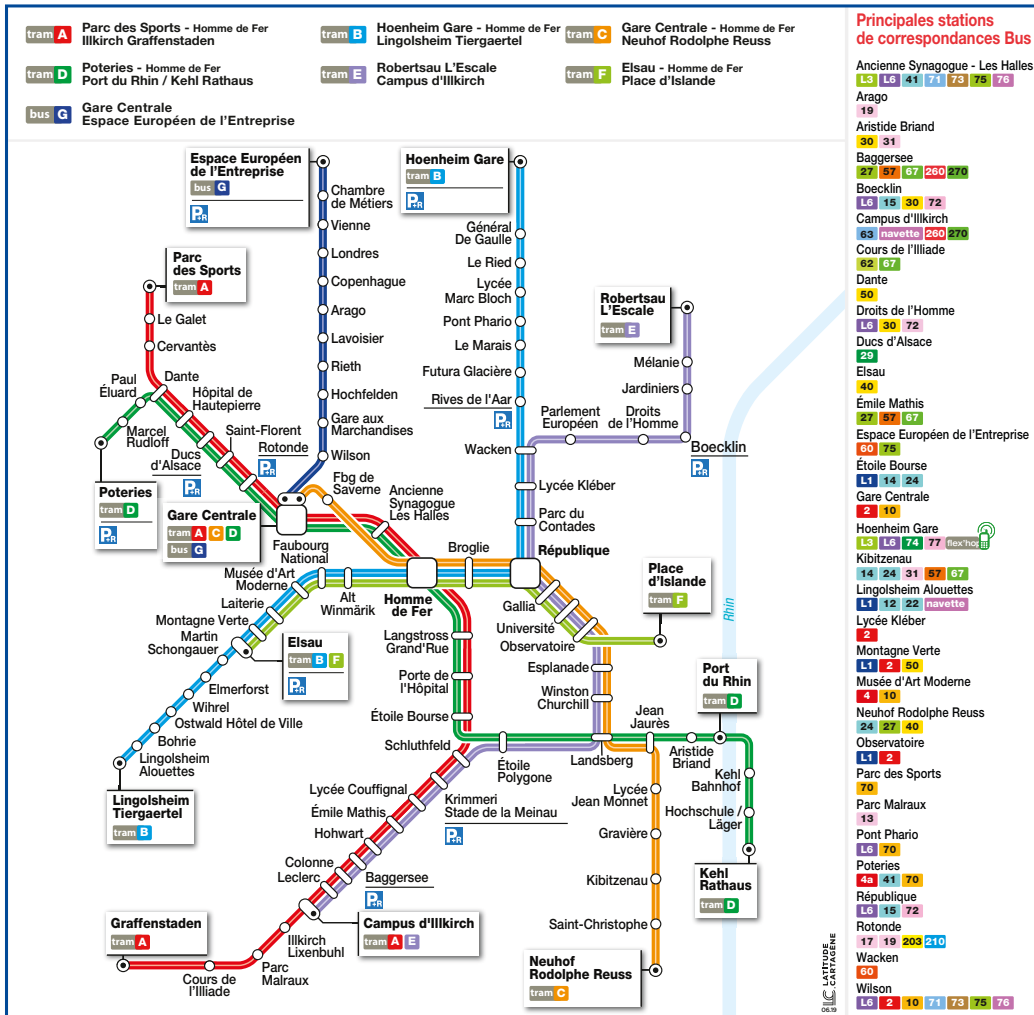 tram A Parc des Sports - Homme de Fer
Illkirch Graffenstaden
tram B Hoenheim Gare - Homme de Fer
Lingolsheim Tiergaertel
tram C Gare Centrale - Homme de Fer
Neuhof Rodolphe Reuss
tram D Poteries - Homme de Fer
Port du Rhin / Kehl Rathaus
tram E Robertsau L'Escale
Campus d'Illkirch
tram F Elsau - Homme de Fer
Place d'Islande
bus G Gare Centrale
Espace Européen de l'Entreprise
Espace Européen
de l'Entreprise
bus G
P+R
Chambre
de Métiers
Vienne
Londres
Copenhague
Arago
Lavoisier
Rieth
Hochfelden
Gare aux
Marchandises
Wilson
Hoenheim Gare
tram B
P+R
Général
De Gaulle
Le Ried
Lycée
Marc Bloch
Pont Phario
Le Marais
Futura Glacière
Rives de l'Aar
P+R
Wacken
Lycée Kléber
Parc du
Contades
République
Parc
des Sports
tram A
Le Galet
Cervantès
Dante
Paul
Éluard
Marcel
Rudloff
Poteries
tram D
P+R
Hôpital de
Hautepierre
Ducs
d'Alsace
P+R
Saint-Florent
Rotonde
P+R
Gare Centrale
tram A C D
bus G
Fbg de
Saverne
Faubourg
National
Ancienne
Synagogue
Les Halles
Homme
de Fer
Broglie
Robertsau
L'Escale
tram E
Mélanie
Jardiniers
Boecklin
P+R
Droits
de l'Homme
Parlement
Européen
Rhin
Musée d'Art
Moderne
Alt
Winmärik
Laiterie
Montagne Verte
Martin
Schongauer
Elsau
tram B F
P+R
Elmerforst
Wihrel
Ostwald Hôtel de Ville
Bohrie
Lingolsheim
Alouettes
Lingolsheim
Tiergaertel
tram B
Gallia
Université
Observatoire
Place
d'Islande
tram F
Esplanade
Winston
Churchill
Landsberg
Jean
Jaurès
Aristide
Briand
Port
du Rhin
tram D
Kehl
Bahnhof
Hochschule /
Läger
Kehl
Rathaus
tram D
Lycée
Jean Monnet
Gravière
Kibitzenau
Saint-Christophe
Neuhof
Rodolphe Reuss
tram C
Langstross
Grand'Rue
Porte de
l'Hôpital
Étoile Bourse
Schluthfeld
Étoile
Polygone
Krimmeri
Stade de la Meinau
P+R
Lycée Couffignal
Émile Mathis
Hohwart
Colonne
Leclerc
Baggersee
P+R
Campus d'Illkirch
tram A E
Illkirch
Lixenbuhl
Parc
Malraux
Cours de
l'Illiade
Graffenstaden
tram A
LATITUDE
CARTAGÈNE
06.19
Principales stations
de correspondances Bus
Ancienne Synagogue - Les Halles
L3 L6 41 71 73 75 76
Arago
19
Aristide Briand
30 31
Baggersee
27 57 67 260 270
Boecklin
L6 15 30 72
Campus d'Illkirch
63 navette 260 270
Cours de l'Illiade
62 67
Dante
50
Droits de l'Homme
L6 30 72
Ducs d'Alsace
29
Elsau
40
Émile Mathis
27 57 67
Espace Européen de l'Entreprise
60 75
Étoile Bourse
L1 14 24
Gare Centrale
2 10
Hoenheim Gare
L3 L6 74 77 flex'hop
Kibitzenau
14 24 31 57 67
Lingolsheim Alouettes
L1 12 22 navette
Lycée Kléber
2
Montagne Verte
L1 2 50
Musée d'Art Moderne
4 10
Neuhof Rodolphe Reuss
24 27 40
Observatoire
L1 2
Parc des Sports
70
Parc Malraux
13
Pont Phario
L6 70
Poteries
4a 41 70
République
L6 15 72
Rotonde
17 19 203 210
Wacken
60
Wilson
L6 2 10 71 73 75 76